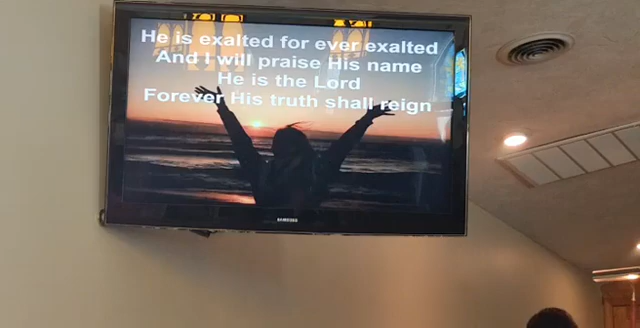 He is exalted for ever exalted
And I will praise His name
He is the Lord
Forever His truth shall reign
SAMSUNG